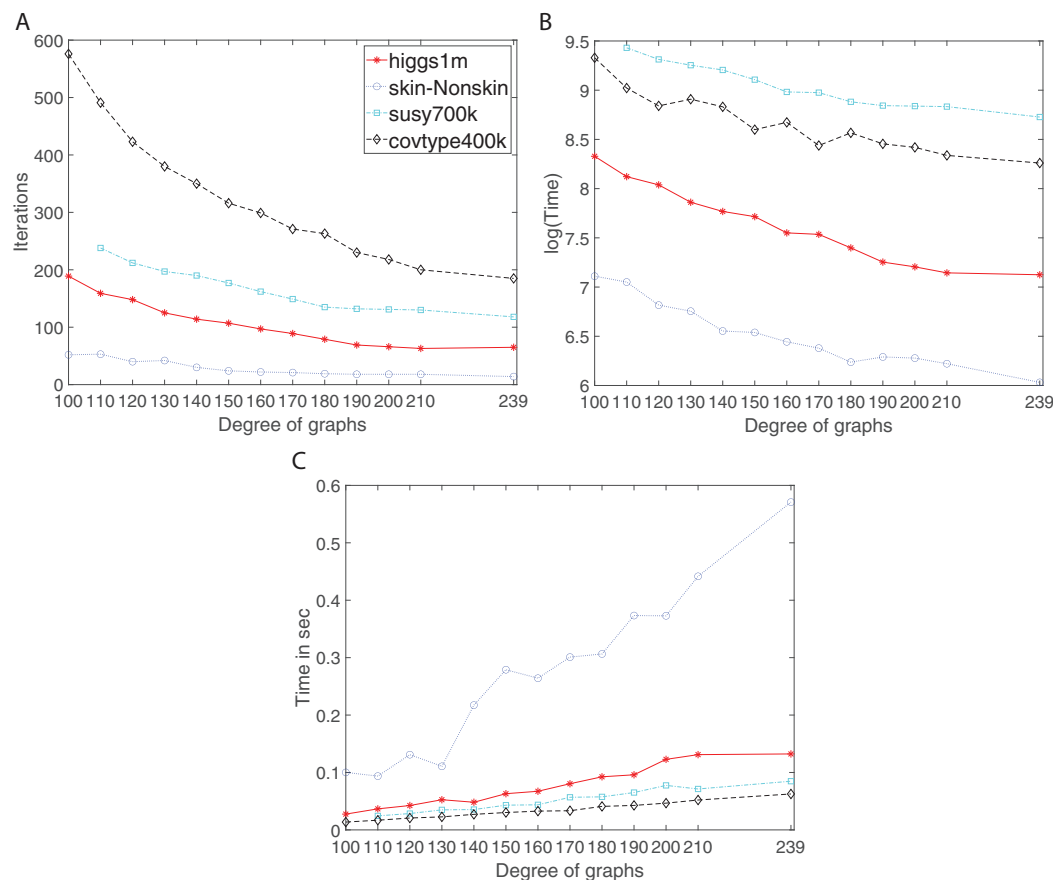 A
600
500
400
300
200
100
0
Iterations
100 110 120 130 140 150 160 170 180 190 200 210 239
Degree of graphs
higgs1m
skin-Nonskin
susy700k
covtype400k
B
9.5
9
8.5
8
7.5
7
6.5
6
log(Time)
100 110 120 130 140 150 160 170 180 190 200 210 239
Degree of graphs
C
0.6
0.5
0.4
0.3
0.2
0.1
0
Time in sec
100 110 120 130 140 150 160 170 180 190 200 210 239
Degree of graphs